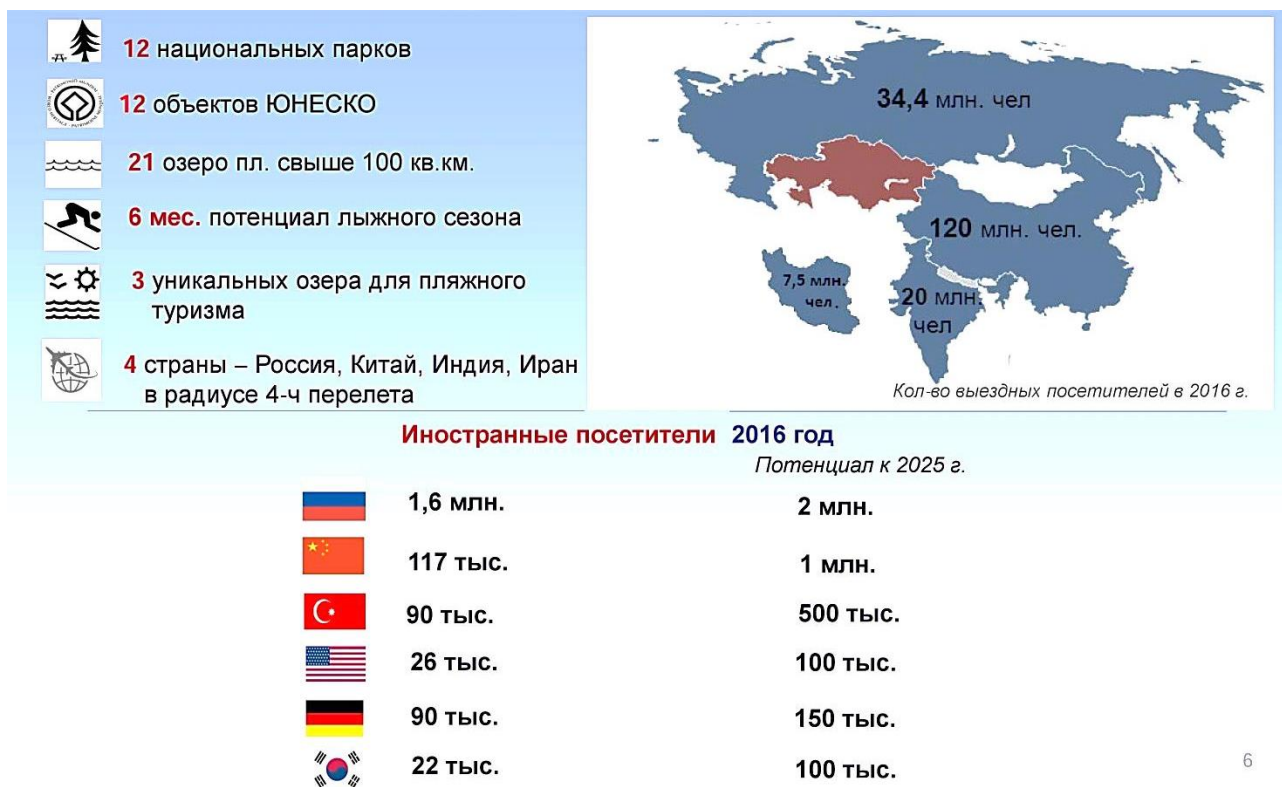 12 национальных парков
12 объектов ЮНЕСКО
21 озеро пл. свыше 100 кв.км.
6 мес. потенциал лыжного сезона
3 уникальных озера для пляжного
туризма
4 страны – Россия, Китай, Индия, Иран
в радиусе 4-ч перелета
34,4 млн. чел
120 млн. чел.
7,5 млн.
чел.
20 млн.
чел
Кол-во выездных посетителей в 2016 г.
Иностранные посетители 2016 год
Потенциал к 2025 г.
1,6 млн. 2 млн.
117 тыс. 1 млн.
90 тыс. 500 тыс.
26 тыс. 100 тыс.
90 тыс. 150 тыс.
22 тыс. 100 тыс.
6